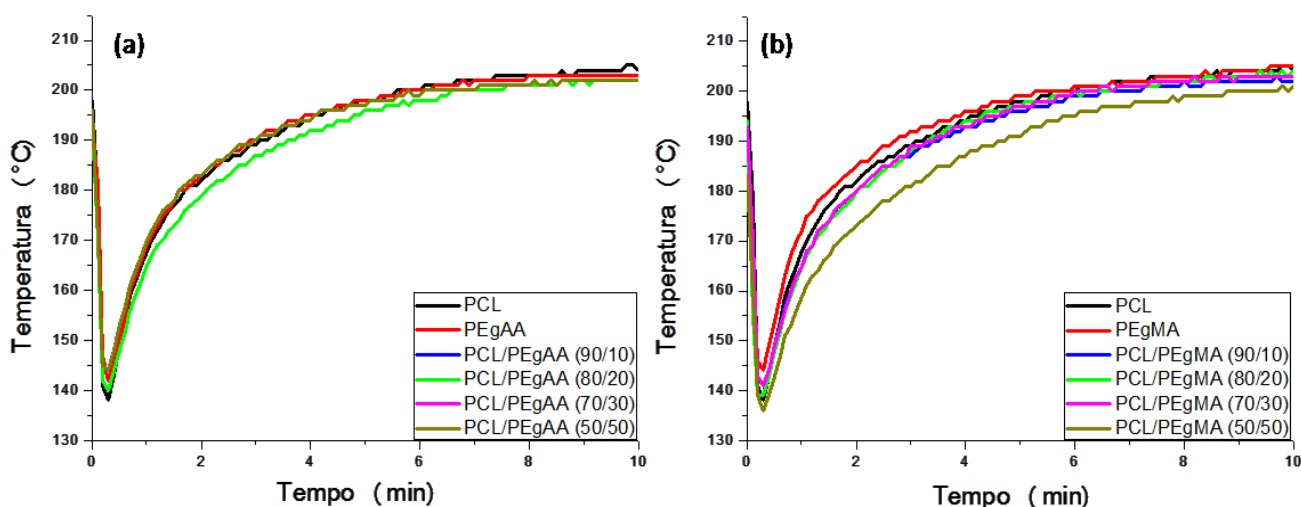 (a)
210
200
190
180
170
160
150
140
130
Temperatura (°C)
0 2 4 6 8 10
Tempo (min)
PCL
PEgAA
PCL/PEgAA (90/10)
PCL/PEgAA (80/20)
PCL/PEgAA (70/30)
PCL/PEgAA (50/50)
(b)
210
200
190
180
170
160
150
140
130
Temperatura (°C)
0 2 4 6 8 10
Tempo (min)
PCL
PEgMA
PCL/PEgMA (90/10)
PCL/PEgMA (80/20)
PCL/PEgMA (70/30)
PCL/PEgMA (50/50)